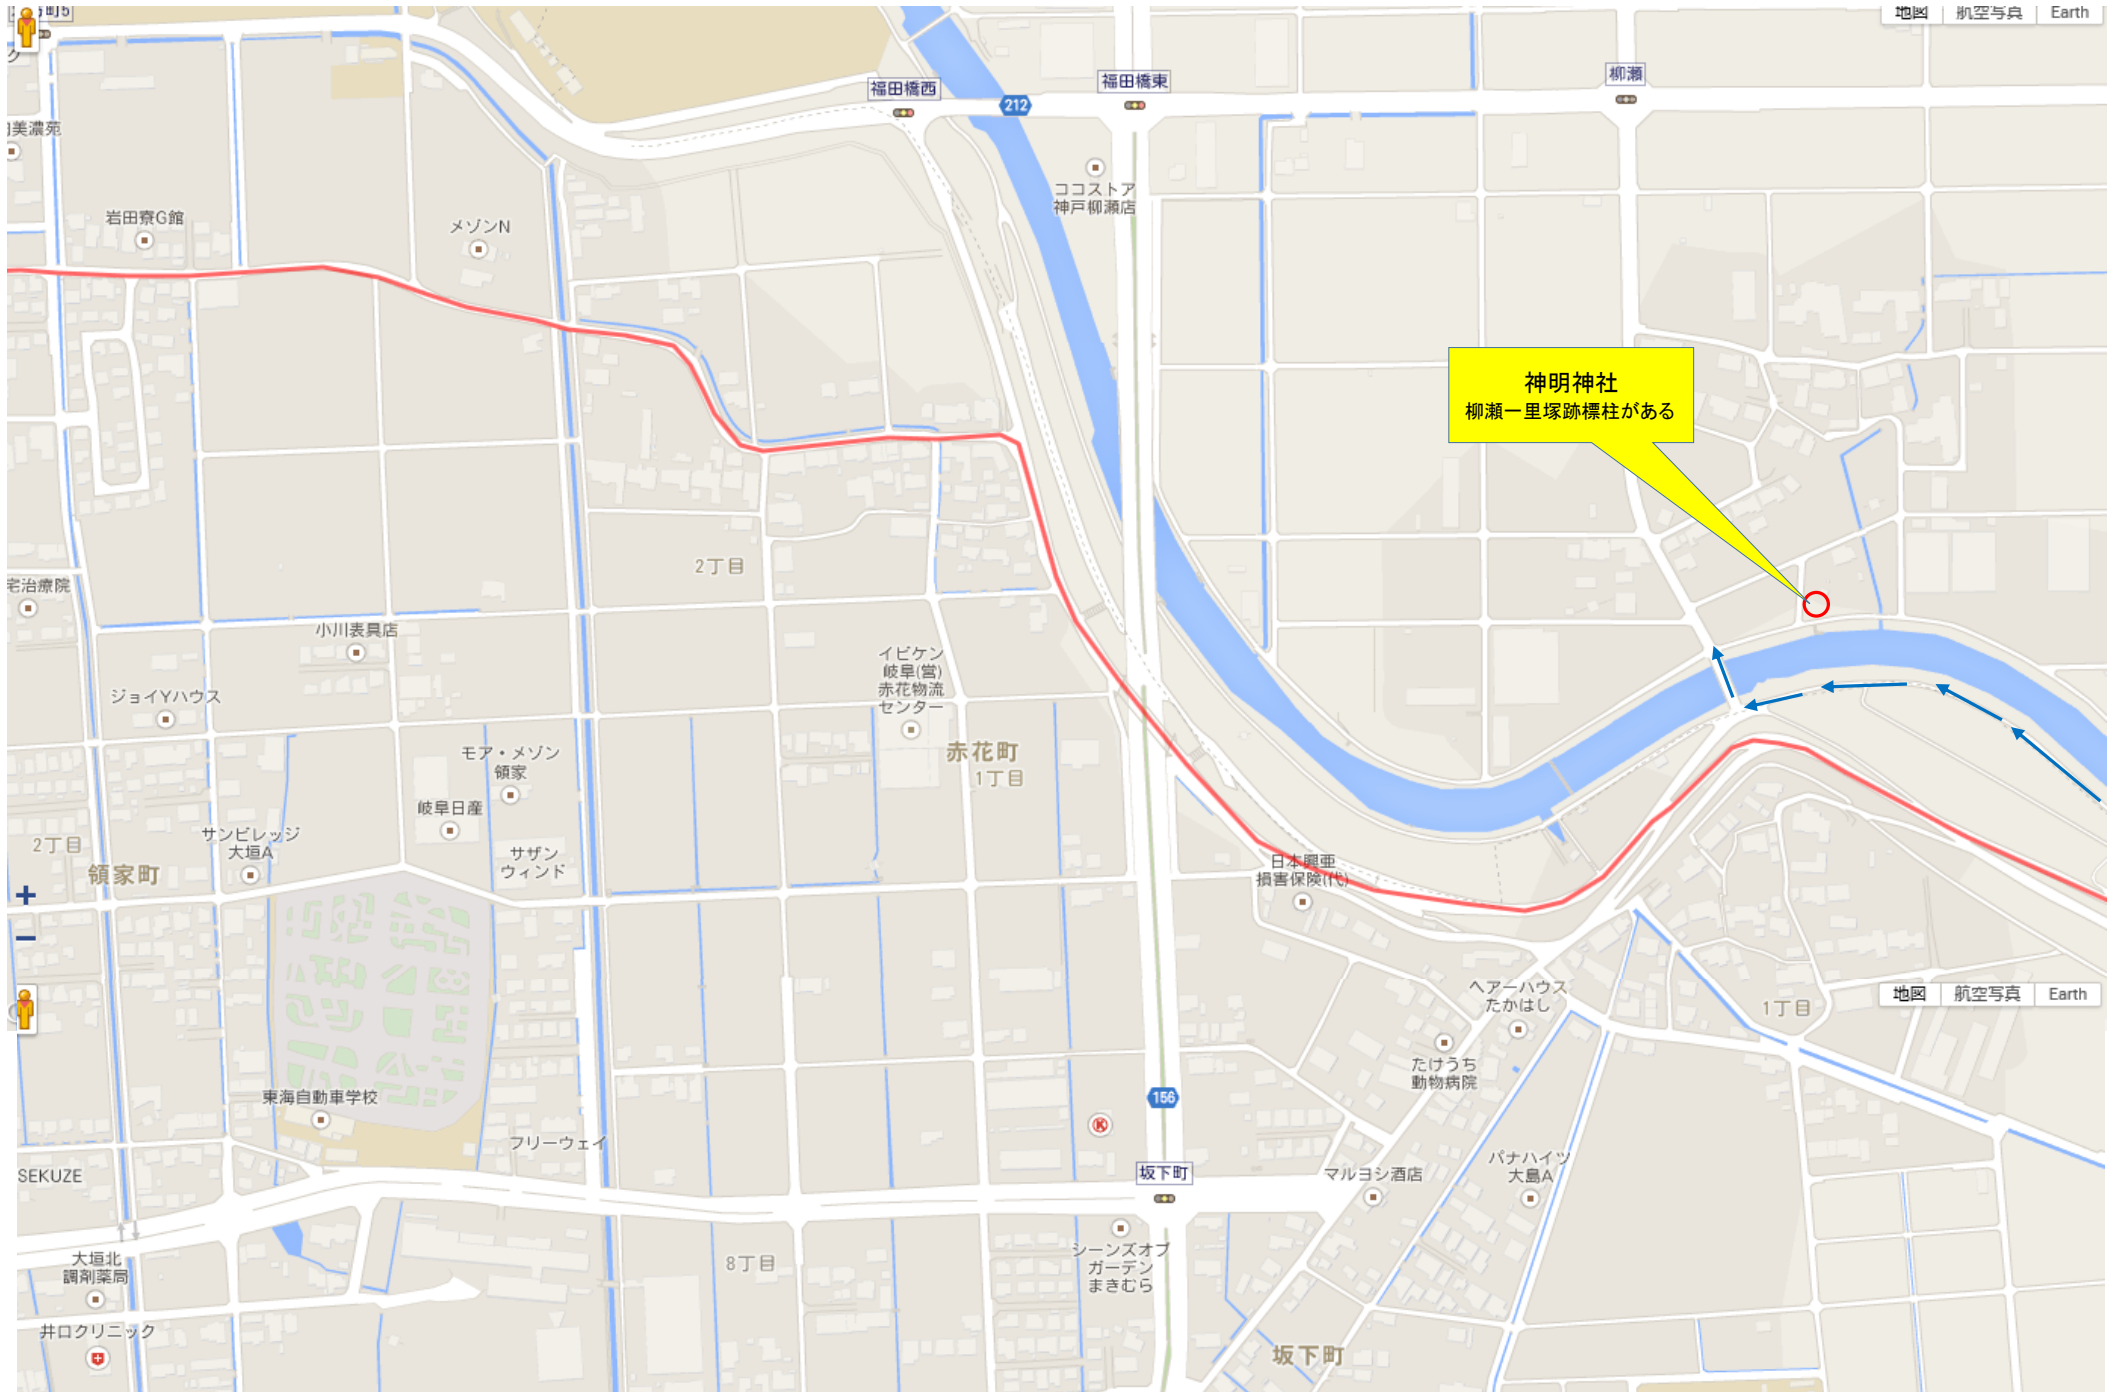 地図
航空写真
Earth
福田橋西
212
福田橋東
柳瀬
ココストア
神戸柳瀬店
岩田寮G館
メゾンN
神明神社
柳瀬一里塚跡標柱がある
2丁目
宅治療院
小川表具店
イビケン
岐阜(営)
赤花物流
センター
ジョイYハウス
赤花町
1丁目
モア・メゾン
領家
岐阜日産
サンビレッジ
大垣A
2丁目
領家町
サザン
ウィンド
日本興亜
損害保険(代)
ヘアーハウス
たかはし
地図
航空写真
Earth
1丁目
たけうち
動物病院
東海自動車学校
156
フリーウェイ
坂下町
マルヨシ酒店
パナハイツ
大島A
SEKUZE
大垣北
調剤薬局
8丁目
シーンズオブ
ガーデン
まきむら
井口クリニック
坂下町